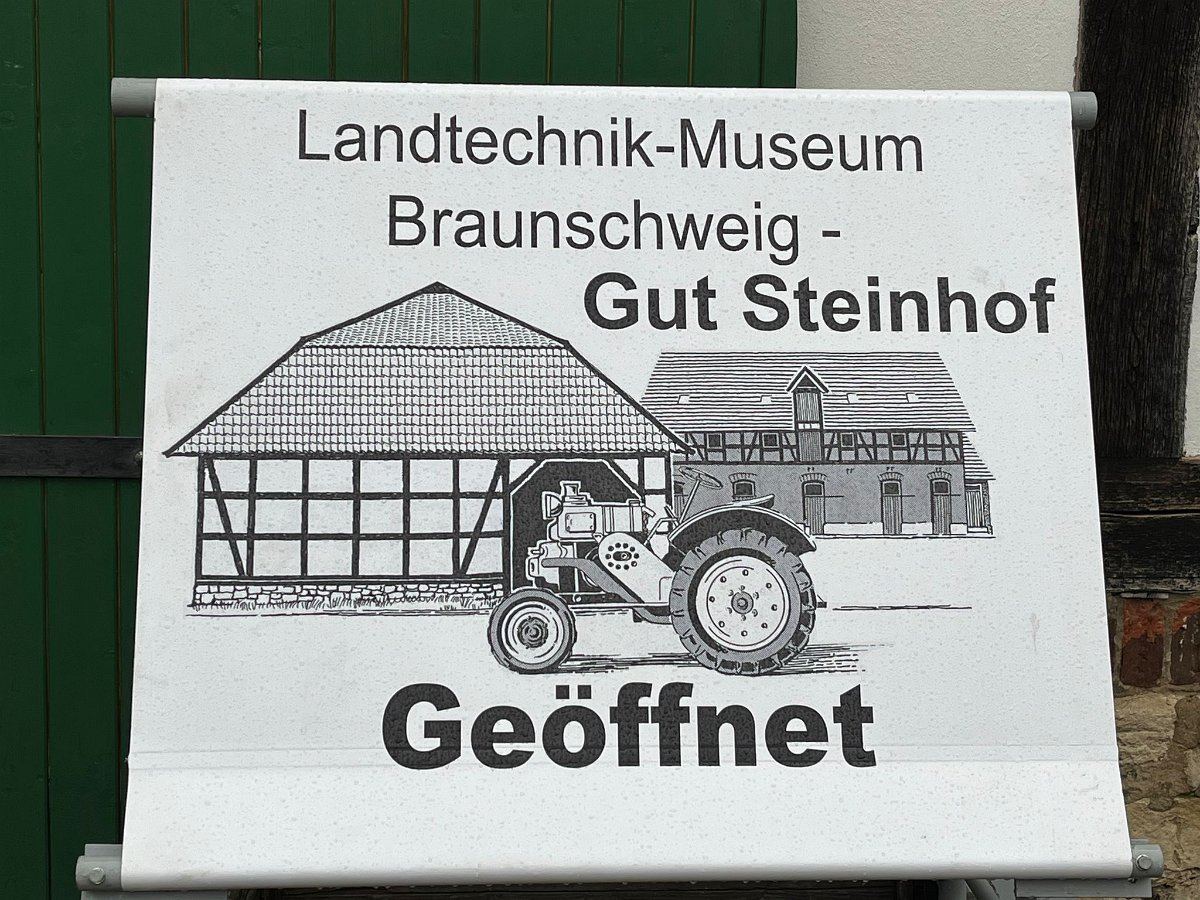 Landtechnik-Museum
Braunschweig -
Gut Steinhof
Geöffnet